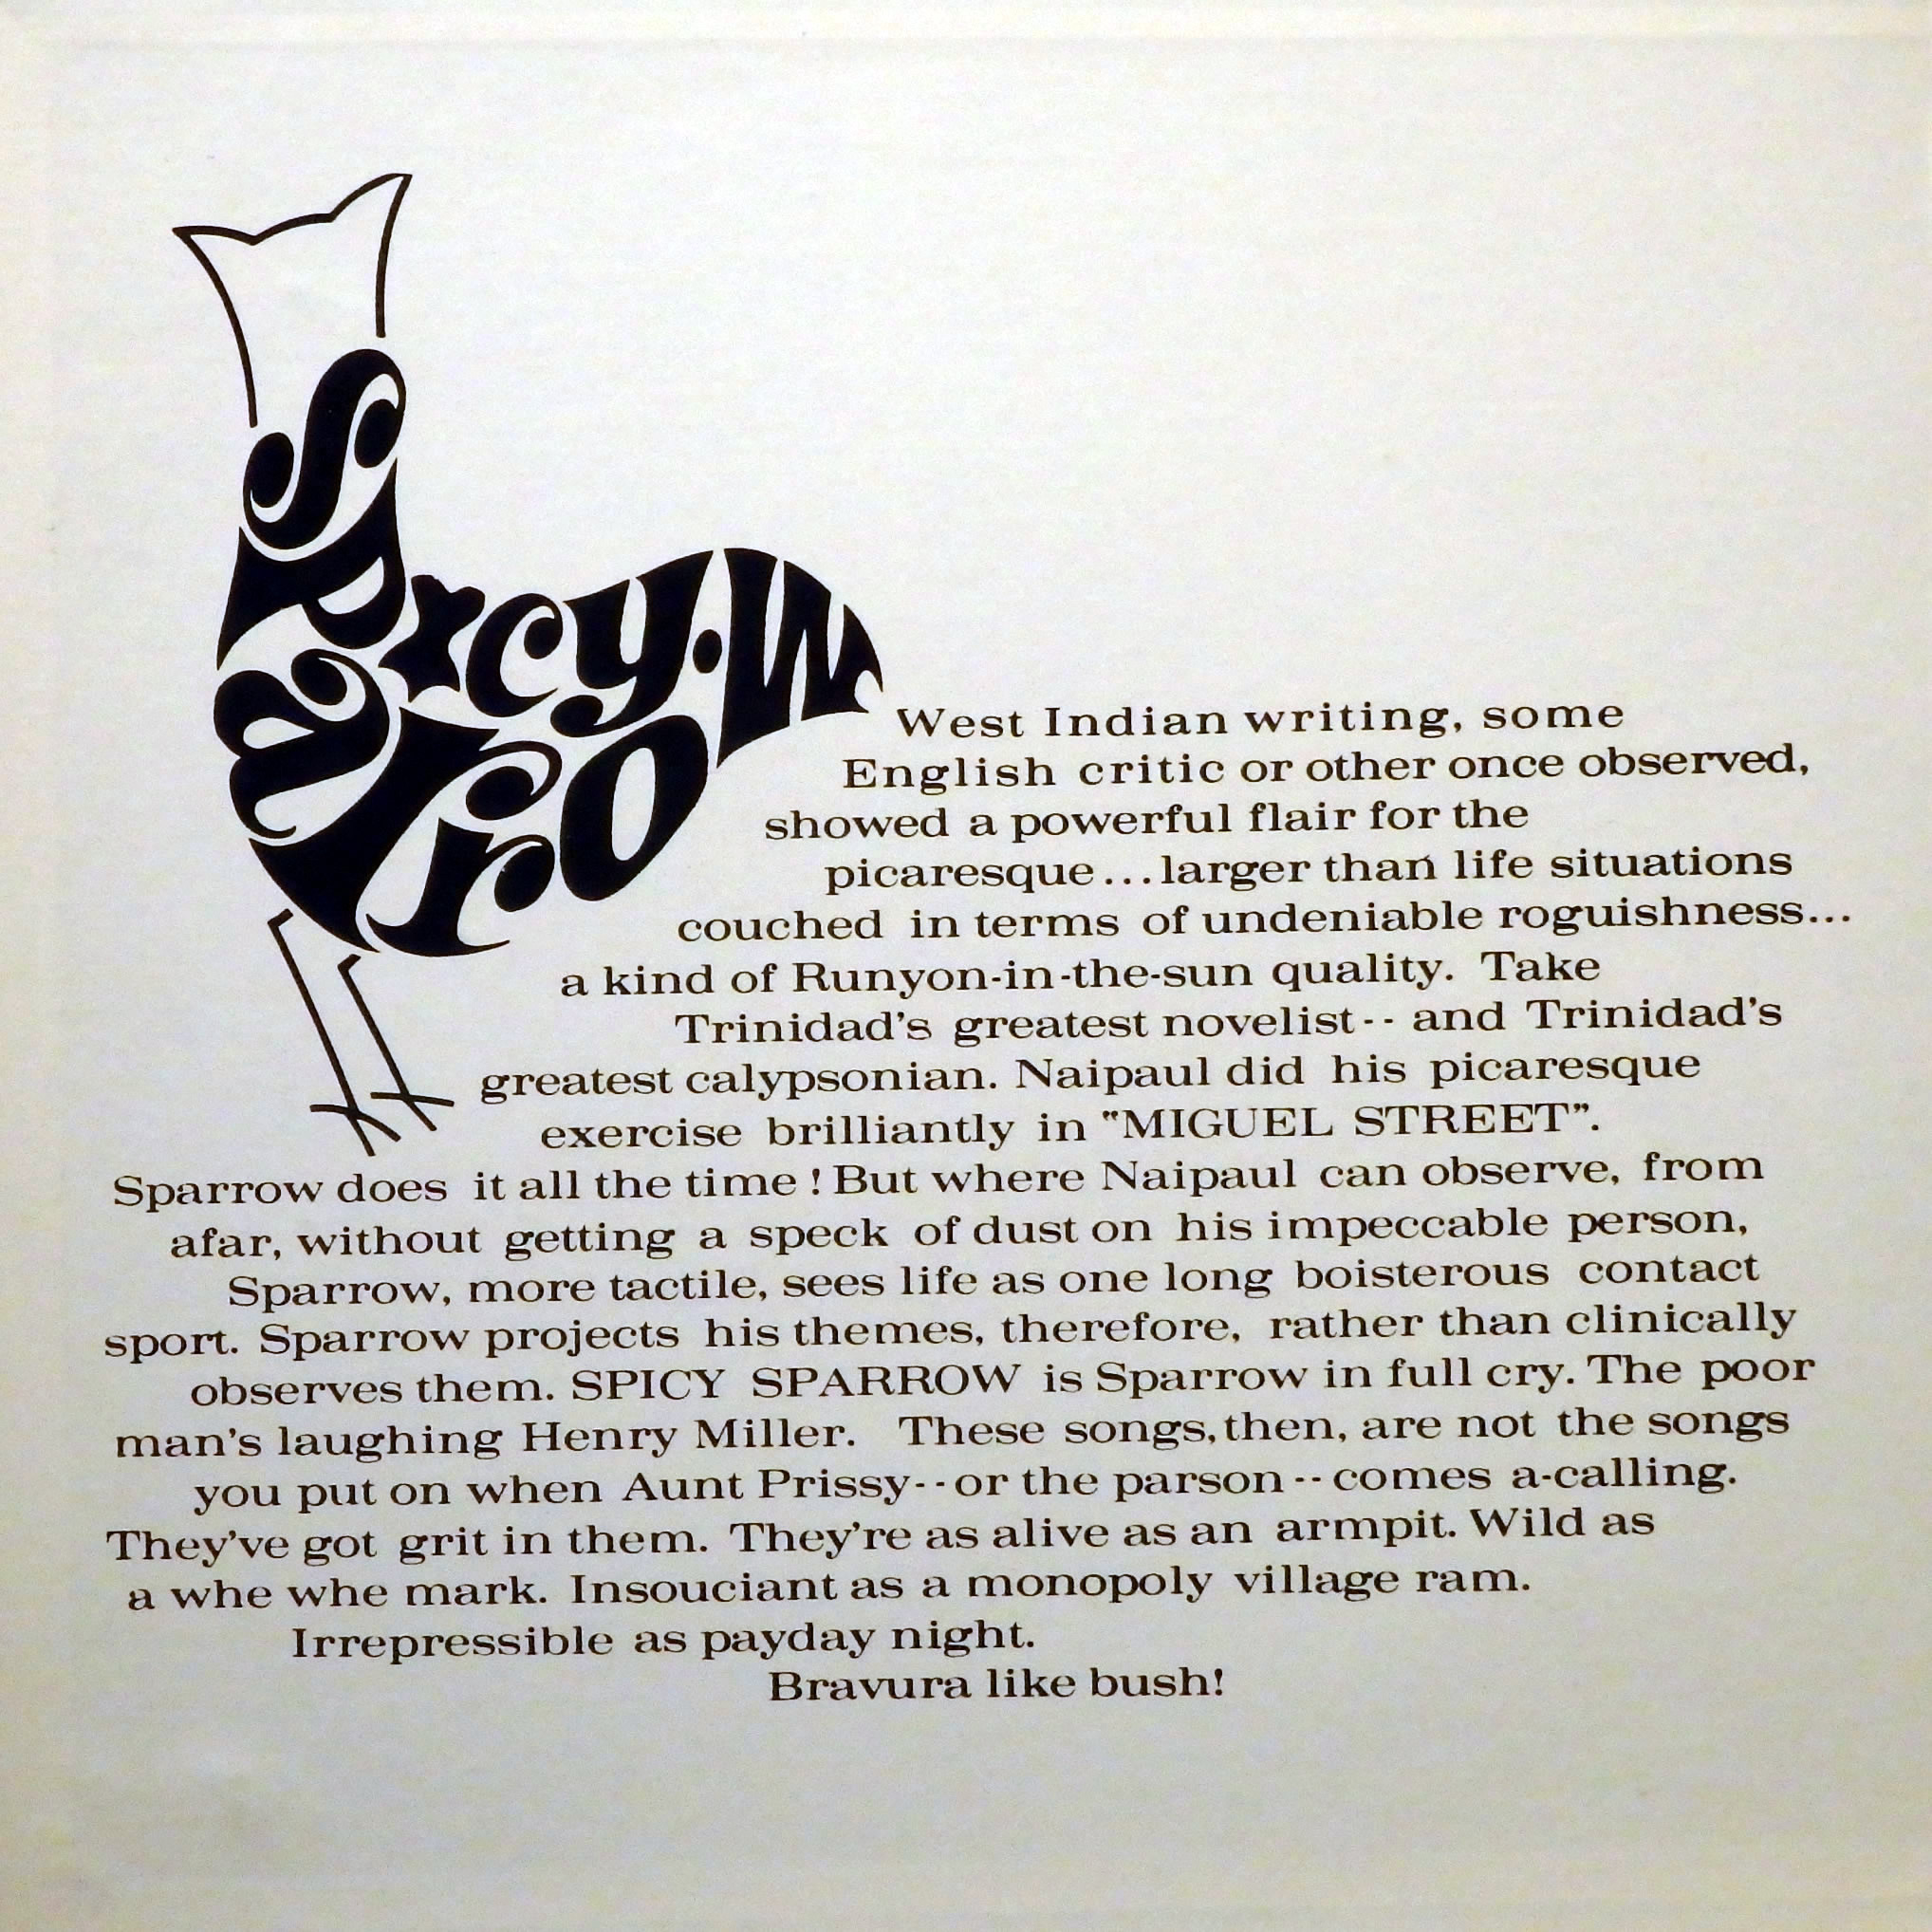 Spicy Sparrow
West Indian writing, some
English critic or other once observed,
showed a powerful flair for the
picaresque...larger than life situations
couched in terms of undeniable roguishness...
a kind of Runyon-in-the-sun quality. Take
Trinidad's greatest novelist -- and Trinidad's
greatest calypsonian. Naipaul did his picaresque
exercise brilliantly in "MIGUEL STREET".
Sparrow does it all the time ! But where Naipaul can observe, from
afar, without getting a speck of dust on his impeccable person,
Sparrow, more tactile, sees life as one long boisterous contact
sport. Sparrow projects his themes, therefore, rather than clinically
observes them. SPICY SPARROW is Sparrow in full cry. The poor
man's laughing Henry Miller. These songs, then, are not the songs
you put on when Aunt Prissy -- or the parson -- comes a-calling.
They've got grit in them. They're as alive as an armpit. Wild as
a whe whe mark. Insouciant as a monopoly village ram.
Irrepressible as payday night.
Bravura like bush!